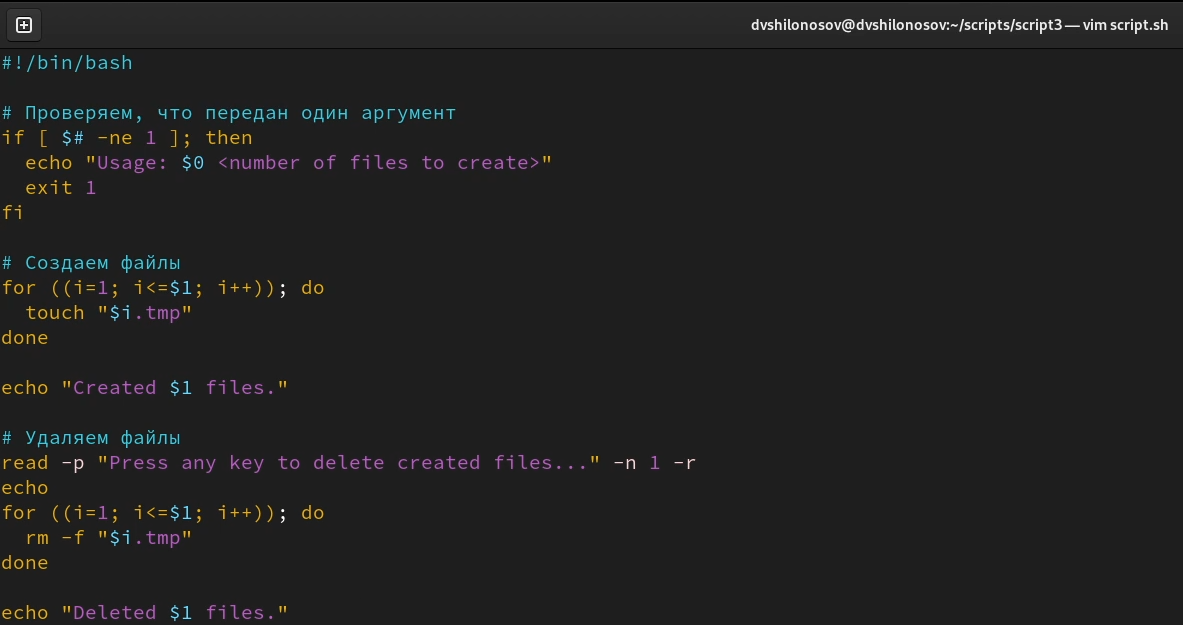 dvshilonosov@dvshilonosov:~/scripts/script3 — vim script.sh
#!/bin/bash

# Проверяем, что передан один аргумент
if [ $# -ne 1 ]; then
  echo "Usage: $0 <number of files to create>"
  exit 1
fi

# Создаем файлы
for ((i=1; i<=$1; i++)); do
  touch "$i.tmp"
done

echo "Created $1 files."

# Удаляем файлы
read -p "Press any key to delete created files..." -n 1 -r
echo
for ((i=1; i<=$1; i++)); do
  rm -f "$i.tmp"
done

echo "Deleted $1 files."